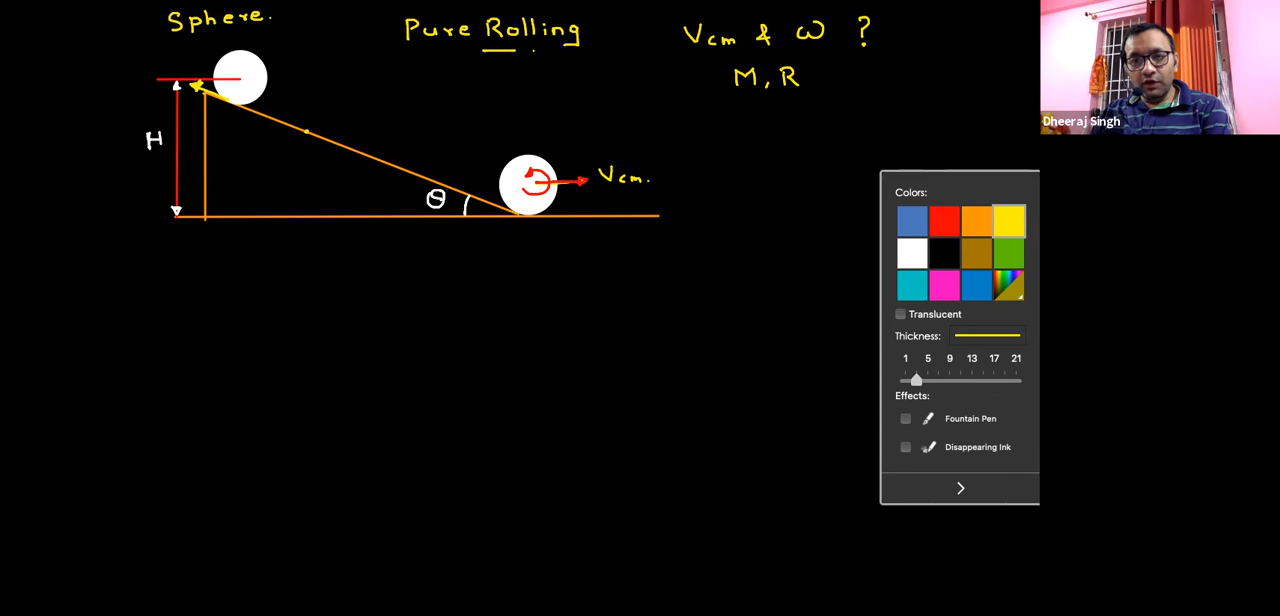 Sphere.
Pure Rolling
Vcm & ω ?
M, R
H
θ
Vcm.
Dheeraj Singh
Colors:
Translucent
Thickness:
1 5 9 13 17 21
Effects:
Fountain Pen
Disappearing Ink